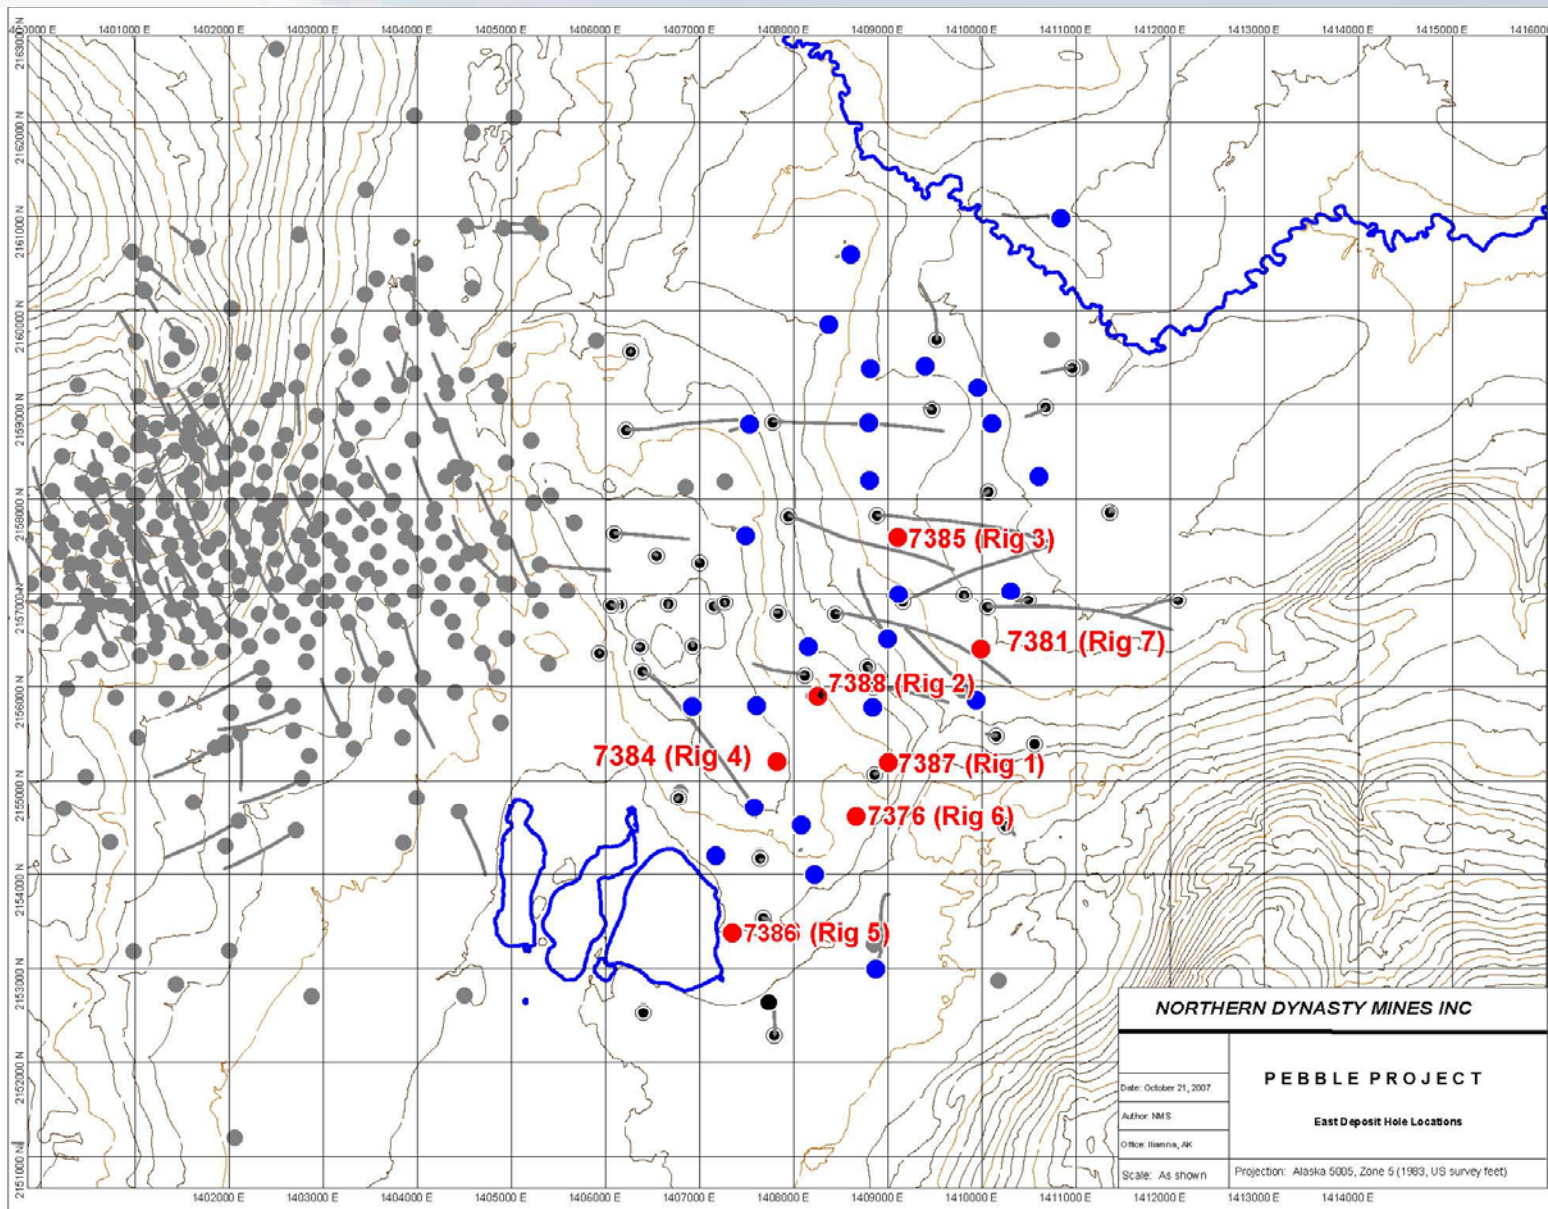 1401000 E 1402000 E 1403000 E 1404000 E 1405000 E 1406000 E 1407000 E 1408000 E 1409000 E 1410000 E 1411000 E 1412000 E 1413000 E 1414000 E 1415000 E
2163000 N
2162000 N
2161000 N
2160000 N
2159000 N
2158000 N
2157000 N
2156000 N
2155000 N
2154000 N
2153000 N
2152000 N
2151000 N
7385 (Rig 3)
7381 (Rig 7)
7388 (Rig 2)
7384 (Rig 4)
7387 (Rig 1)
7376 (Rig 6)
7386 (Rig 5)
NORTHERN DYNASTY MINES INC
PEBBLE PROJECT
East Deposit Hole Locations
Date: October 21, 2007
Author: NMS
Office: Iliamna, AK
Scale: As shown
Projection: Alaska 5005, Zone 5 (1983, US survey feet)
1402000 E 1403000 E 1404000 E 1405000 E 1406000 E 1407000 E 1408000 E 1409000 E 1410000 E 1411000 E 1412000 E 1413000 E 1414000 E